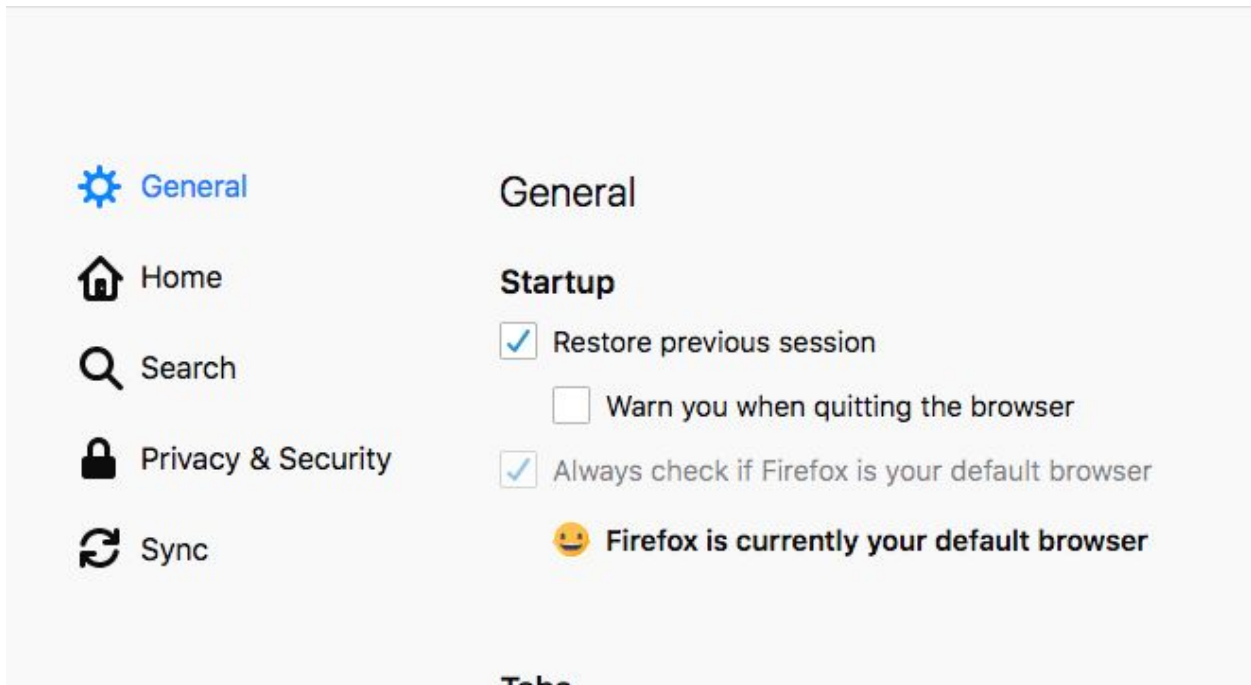 General
Home
Search
Privacy & Security
Sync
General
Startup
Restore previous session
Warn you when quitting the browser
Always check if Firefox is your default browser
Firefox is currently your default browser
Tabs